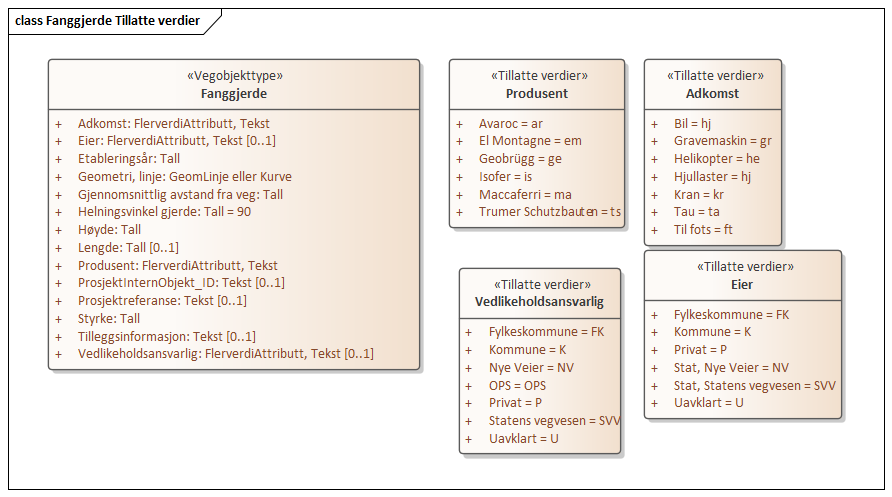 class Fanggjerde Tillatte verdier
«Vegobjekttype»
Fanggjerde
+ Adkomst: FlerverdiAttributt, Tekst
+ Eier: FlerverdiAttributt, Tekst [0..1]
+ Etableringsår: Tall
+ Geometri, linje: GeomLinje eller Kurve
+ Gjennomsnittlig avstand fra veg: Tall
+ Helningsvinkel gjerde: Tall = 90
+ Høyde: Tall
+ Lengde: Tall [0..1]
+ Produsent: FlerverdiAttributt, Tekst
+ ProsjektInternObjekt_ID: Tekst [0..1]
+ Prosjektreferanse: Tekst [0..1]
+ Styrke: Tall
+ Tilleggsinformasjon: Tekst [0..1]
+ Vedlikeholdsansvarlig: FlerverdiAttributt, Tekst [0..1]
«Tillatte verdier»
Produsent
+ Avaroc = ar
+ El Montagne = em
+ Geobrügg = ge
+ Isofer = is
+ Maccaferri = ma
+ Trumer Schutzbauten = ts
«Tillatte verdier»
Adkomst
+ Bil = hj
+ Gravemaskin = gr
+ Helikopter = he
+ Hjullaster = hj
+ Kran = kr
+ Tau = ta
+ Til fots = ft
«Tillatte verdier»
Vedlikeholdsansvarlig
+ Fylkeskommune = FK
+ Kommune = K
+ Nye Veier = NV
+ OPS = OPS
+ Privat = P
+ Statens vegvesen = SVV
+ Uavklart = U
«Tillatte verdier»
Eier
+ Fylkeskommune = FK
+ Kommune = K
+ Privat = P
+ Stat, Nye Veier = NV
+ Stat, Statens vegvesen = SVV
+ Uavklart = U